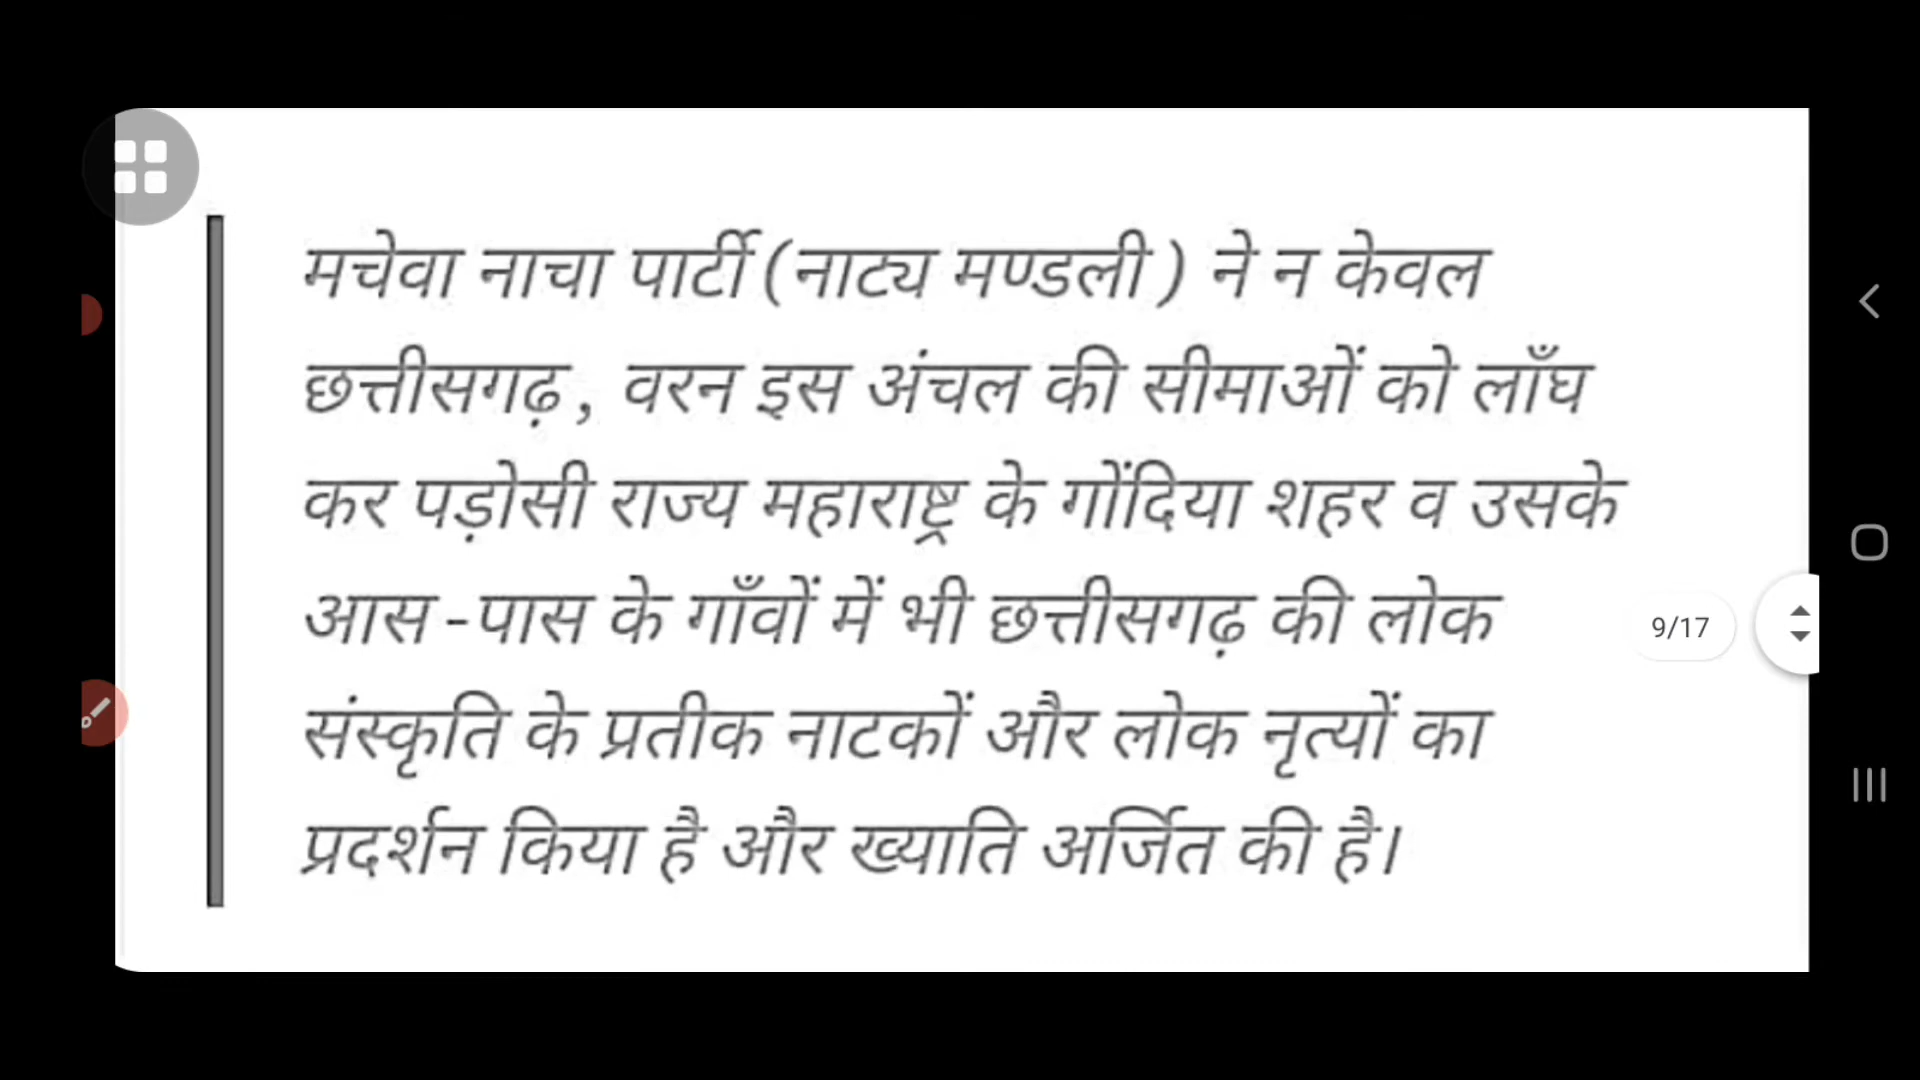 मचेवा नाचा पार्टी (नाट्य मण्डली) ने न केवल
छत्तीसगढ़, वरन इस अंचल की सीमाओं को लाँघ
कर पड़ोसी राज्य महाराष्ट्र के गोंदिया शहर व उसके
आस-पास के गाँवों में भी छत्तीसगढ़ की लोक
संस्कृति के प्रतीक नाटकों और लोक नृत्यों का
प्रदर्शन किया है और ख्याति अर्जित की है।
9/17